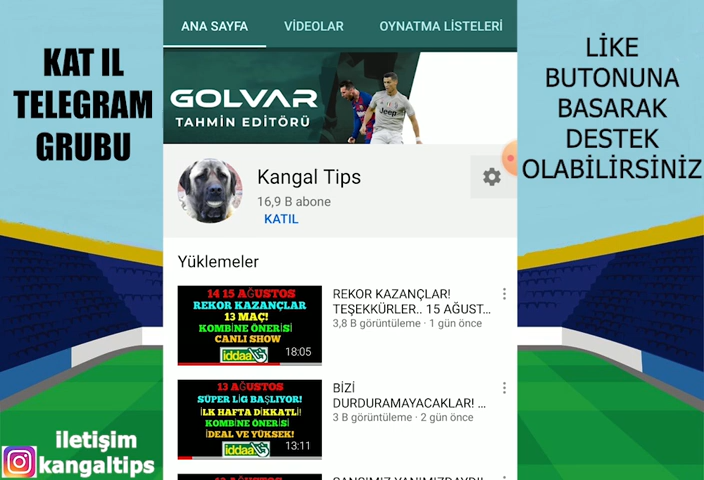 KAT IL
TELEGRAM
GRUBU
ANA SAYFA
VİDEOLAR
OYNATMA LİSTELERİ
GOLVAR
TAHMIN EDİTÖRÜ
Jeep
Kangal Tips
16,9 B abone
KATIL
Yüklemeler
14 15 AĞUSTOS
REKOR KAZANÇLAR
13 MAÇ!
KOMBİNE ÖNERİSİ
CANLI SHOW
iddaa
18:05
REKOR KAZANÇLAR!
TEŞEKKÜRLER.. 15 AĞUST...
3,8 B görüntüleme · 1 gün önce
13 AĞUSTOS
SÜPER LİG BAŞLIYOR!
İLK HAFTA DİKKATLİ!
KOMBİNE ÖNERİSİ
İDEAL VE YÜKSEK!
iddaa
13:11
BİZİ
DURDURAMAYACAKLAR! ...
3 B görüntüleme · 2 gün önce
LİKE
BUTONUNA
BASARAK
DESTEK
OLABİLİRSİNİZ
iletişim
kangaltips